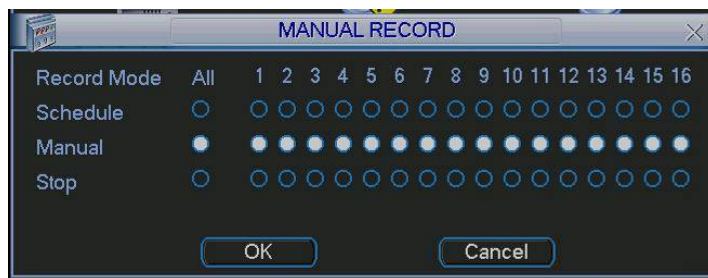 MANUAL RECORD
Record Mode All 1 2 3 4 5 6 7 8 9 10 11 12 13 14 15 16
Schedule
Manual
Stop
OK Cancel